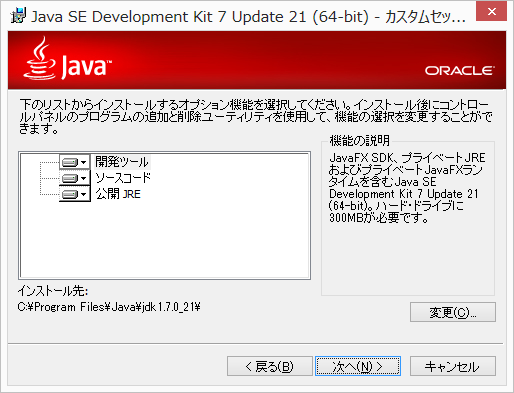 Java SE Development Kit 7 Update 21 (64-bit) - カスタムセッ...
Java™
ORACLE
下のリストからインストールするオプション機能を選択してください。インストール後にコントロー
ルパネルのプログラムの追加と削除ユーティリティを使用して、機能の選択を変更することがで
きます。
開発ツール
ソースコード
公開 JRE
機能の説明
JavaFX SDK、プライベートJRE
およびプライベートJavaFXラン
タイムを含むJava SE
Development Kit 7 Update 21
(64-bit)。ハード・ドライブに
300MBが必要です。
インストール先:
C:¥Program Files¥Java¥jdk1.7.0_21¥
変更(C)...
< 戻る(B)
次へ(N) >
キャンセル